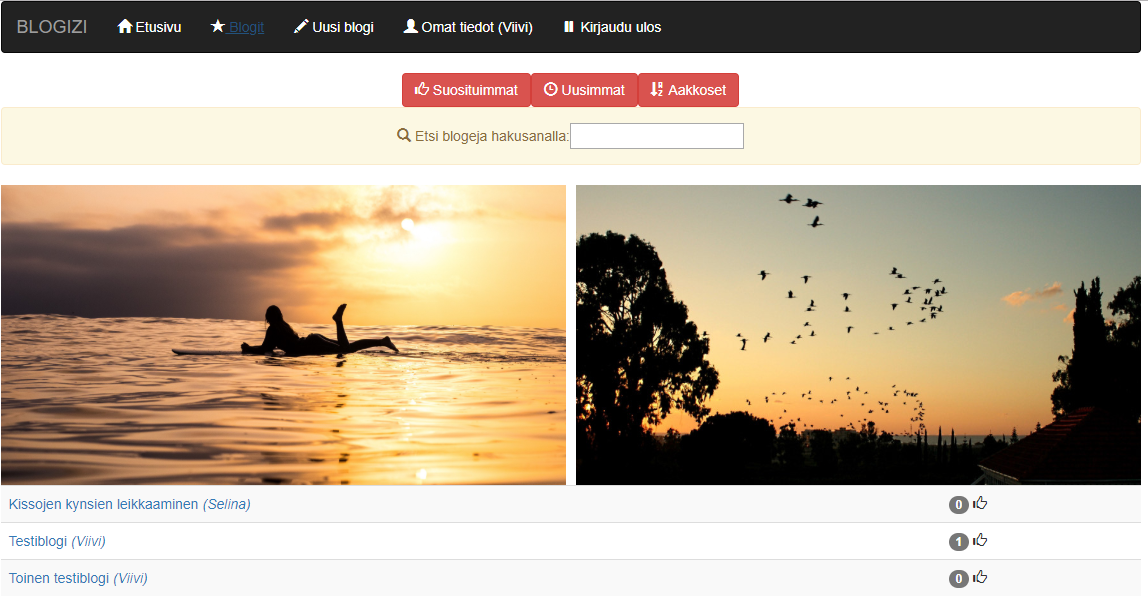 BLOGIZI Etusivu Blogit Uusi blogi Omat tiedot (Viivi) Kirjaudu ulos
Suosituimmat Uusimmat Aakkoset
Etsi blogeja hakusanalla:
Kissojen kynsien leikkaaminen (Selina) 0
Testiblogi (Viivi) 1
Toinen testiblogi (Viivi) 0